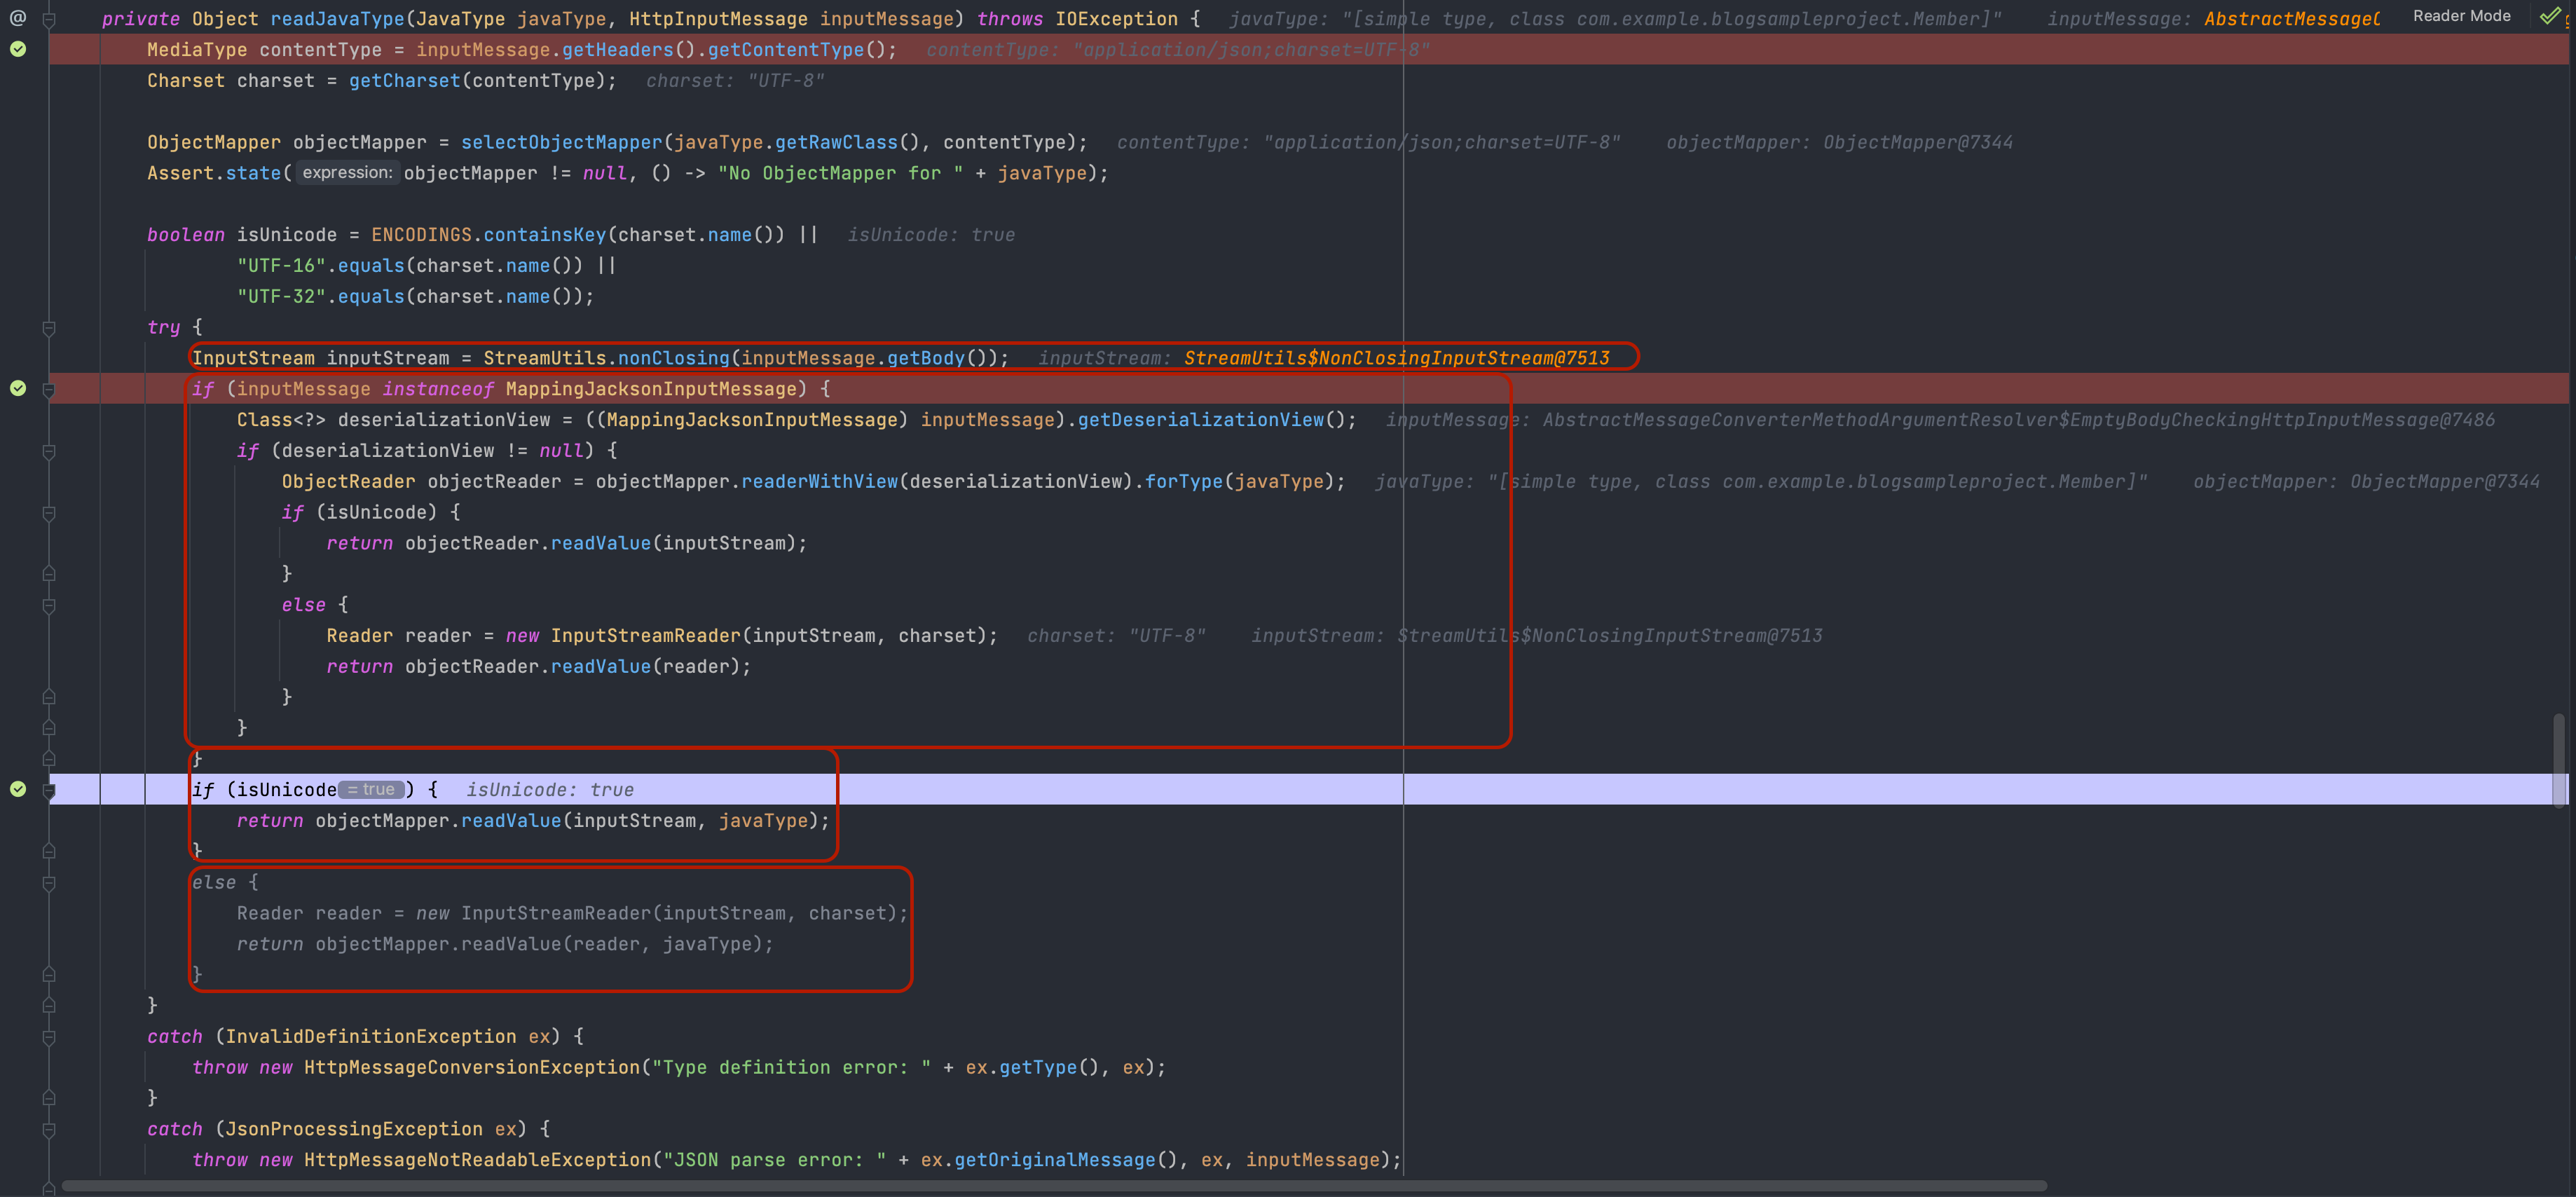 @ private Object readJavaType(JavaType javaType, HttpInputMessage inputMessage) throws IOException {   javaType: "[simple type, class com.example.blogsampleproject.Member]"   inputMessage: AbstractMessageC   Reader Mode
MediaType contentType = inputMessage.getHeaders().getContentType();   contentType: "application/json;charset=UTF-8"
Charset charset = getCharset(contentType);   charset: "UTF-8"
ObjectMapper objectMapper = selectObjectMapper(javaType.getRawClass(), contentType);   contentType: "application/json;charset=UTF-8"   objectMapper: ObjectMapper@7344
Assert.state( expression: objectMapper != null, () -> "No ObjectMapper for " + javaType);
boolean isUnicode = ENCODINGS.containsKey(charset.name()) ||   isUnicode: true
"UTF-16".equals(charset.name()) ||
"UTF-32".equals(charset.name());
try {
InputStream inputStream = StreamUtils.nonClosing(inputMessage.getBody());   inputStream: StreamUtils$NonClosingInputStream@7513
if (inputMessage instanceof MappingJacksonInputMessage) {
Class<?> deserializationView = ((MappingJacksonInputMessage) inputMessage).getDeserializationView();   inputMessage: AbstractMessageConverterMethodArgumentResolver$EmptyBodyCheckingHttpInputMessage@7486
if (deserializationView != null) {
ObjectReader objectReader = objectMapper.readerWithView(deserializationView).forType(javaType);   javaType: "[simple type, class com.example.blogsampleproject.Member]"   objectMapper: ObjectMapper@7344
if (isUnicode) {
return objectReader.readValue(inputStream);
}
else {
Reader reader = new InputStreamReader(inputStream, charset);   charset: "UTF-8"   inputStream: StreamUtils$NonClosingInputStream@7513
return objectReader.readValue(reader);
}
}
}
if (isUnicode = true ) {   isUnicode: true
return objectMapper.readValue(inputStream, javaType);
}
else {
Reader reader = new InputStreamReader(inputStream, charset);
return objectMapper.readValue(reader, javaType);
}
}
catch (InvalidDefinitionException ex) {
throw new HttpMessageConversionException("Type definition error: " + ex.getType(), ex);
}
catch (JsonProcessingException ex) {
throw new HttpMessageNotReadableException("JSON parse error: " + ex.getOriginalMessage(), ex, inputMessage);